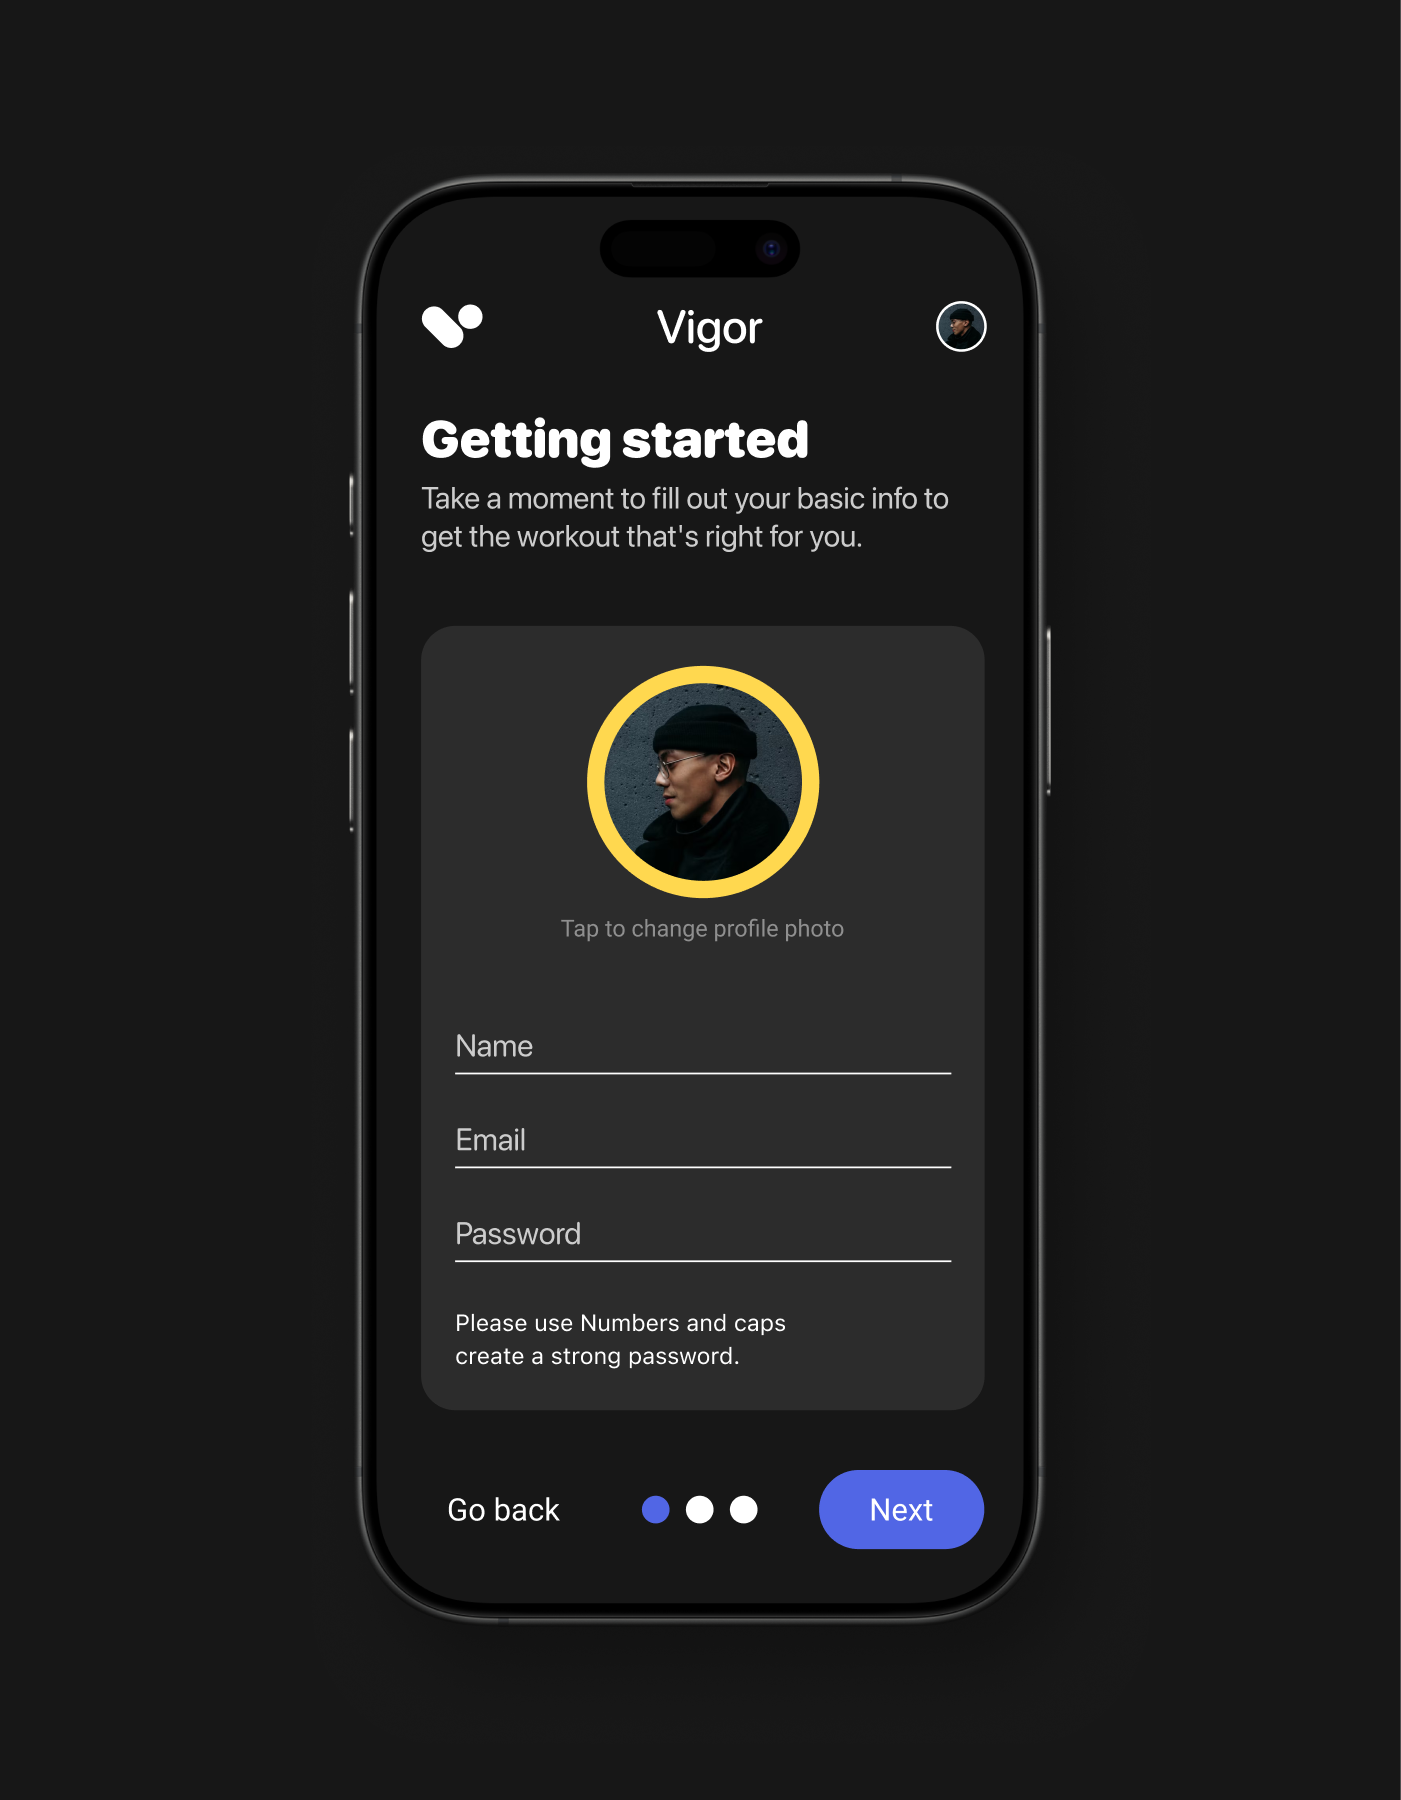 Vigor
Getting started
Take a moment to fill out your basic info to
get the workout that's right for you.
Tap to change profile photo
Name
Email
Password
Please use Numbers and caps
create a strong password.
Go back
Next